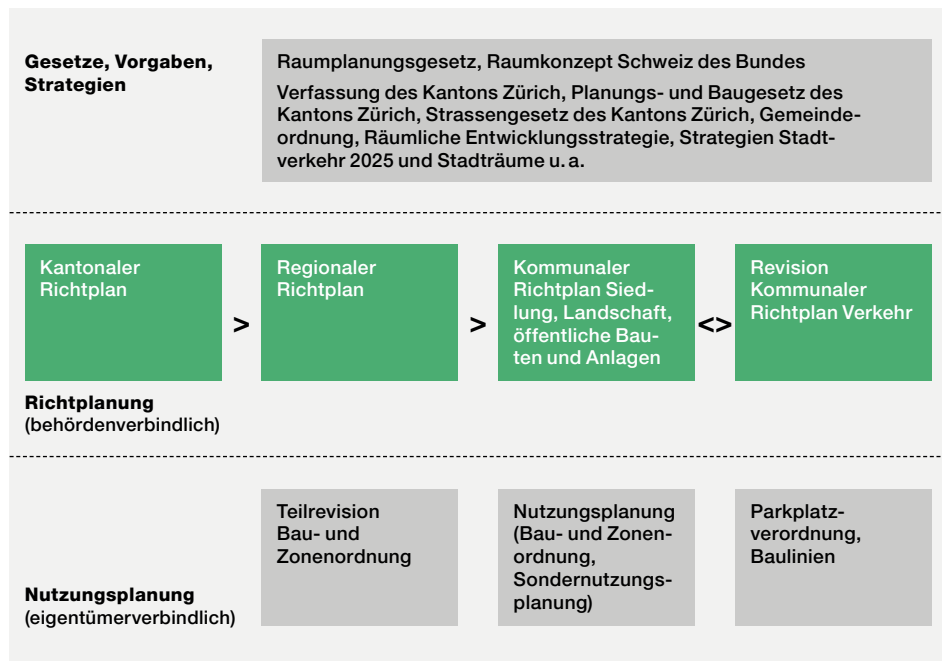 Gesetze, Vorgaben,
Strategien
Raumplanungsgesetz, Raumkonzept Schweiz des Bundes
Verfassung des Kantons Zürich, Planungs- und Baugesetz des
Kantons Zürich, Strassengesetz des Kantons Zürich, Gemeinde-
ordnung, Räumliche Entwicklungsstrategie, Strategien Stadt-
verkehr 2025 und Stadträume u. a.
Kantonaler
Richtplan
>
Regionaler
Richtplan
>
Kommunaler
Richtplan Sied-
lung, Landschaft,
öffentliche Bau-
ten und Anlagen
<>
Revision
Kommunaler
Richtplan Verkehr
Richtplanung
(behördenverbindlich)
Teilrevision
Bau- und
Zonenordnung
Nutzungsplanung
(Bau- und Zonen-
ordnung,
Sondernutzungs-
planung)
Parkplatz-
verordnung,
Baulinien
Nutzungsplanung
(eigentümerverbindlich)